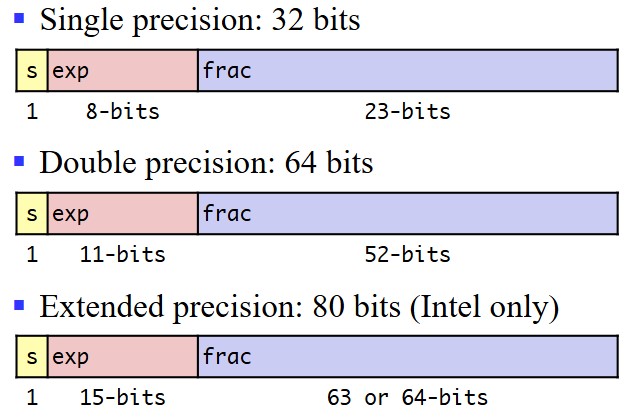 ▪ Single precision: 32 bits
s exp frac
1 8-bits 23-bits
▪ Double precision: 64 bits
s exp frac
1 11-bits 52-bits
▪ Extended precision: 80 bits (Intel only)
s exp frac
1 15-bits 63 or 64-bits